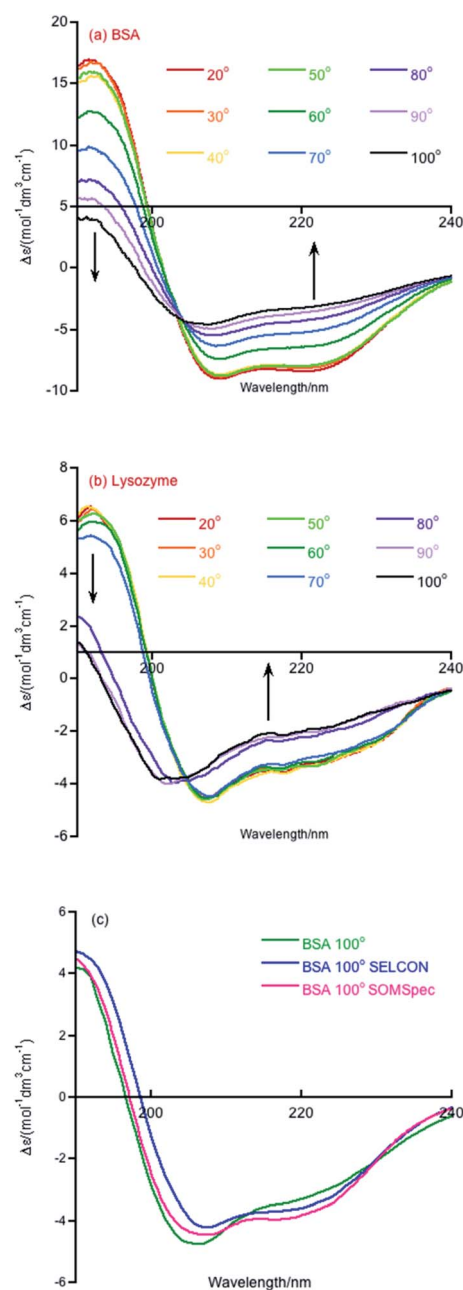 (a) BSA
20° 50° 80°
30° 60° 90°
40° 70° 100°
Δε/(mol⁻¹dm³cm⁻¹)
20
15
10
5
0
-5
-10
200 220 240
Wavelength/nm
(b) Lysozyme
20° 50° 80°
30° 60° 90°
40° 70° 100°
Δε/(mol⁻¹dm³cm⁻¹)
8
6
4
2
0
-2
-4
-6
200 220 240
Wavelength/nm
(c)
BSA 100°
BSA 100° SELCON
BSA 100° SOMSpec
Δε/(mol⁻¹dm³cm⁻¹)
6
4
2
0
-2
-4
-6
200 220 240
Wavelength/nm